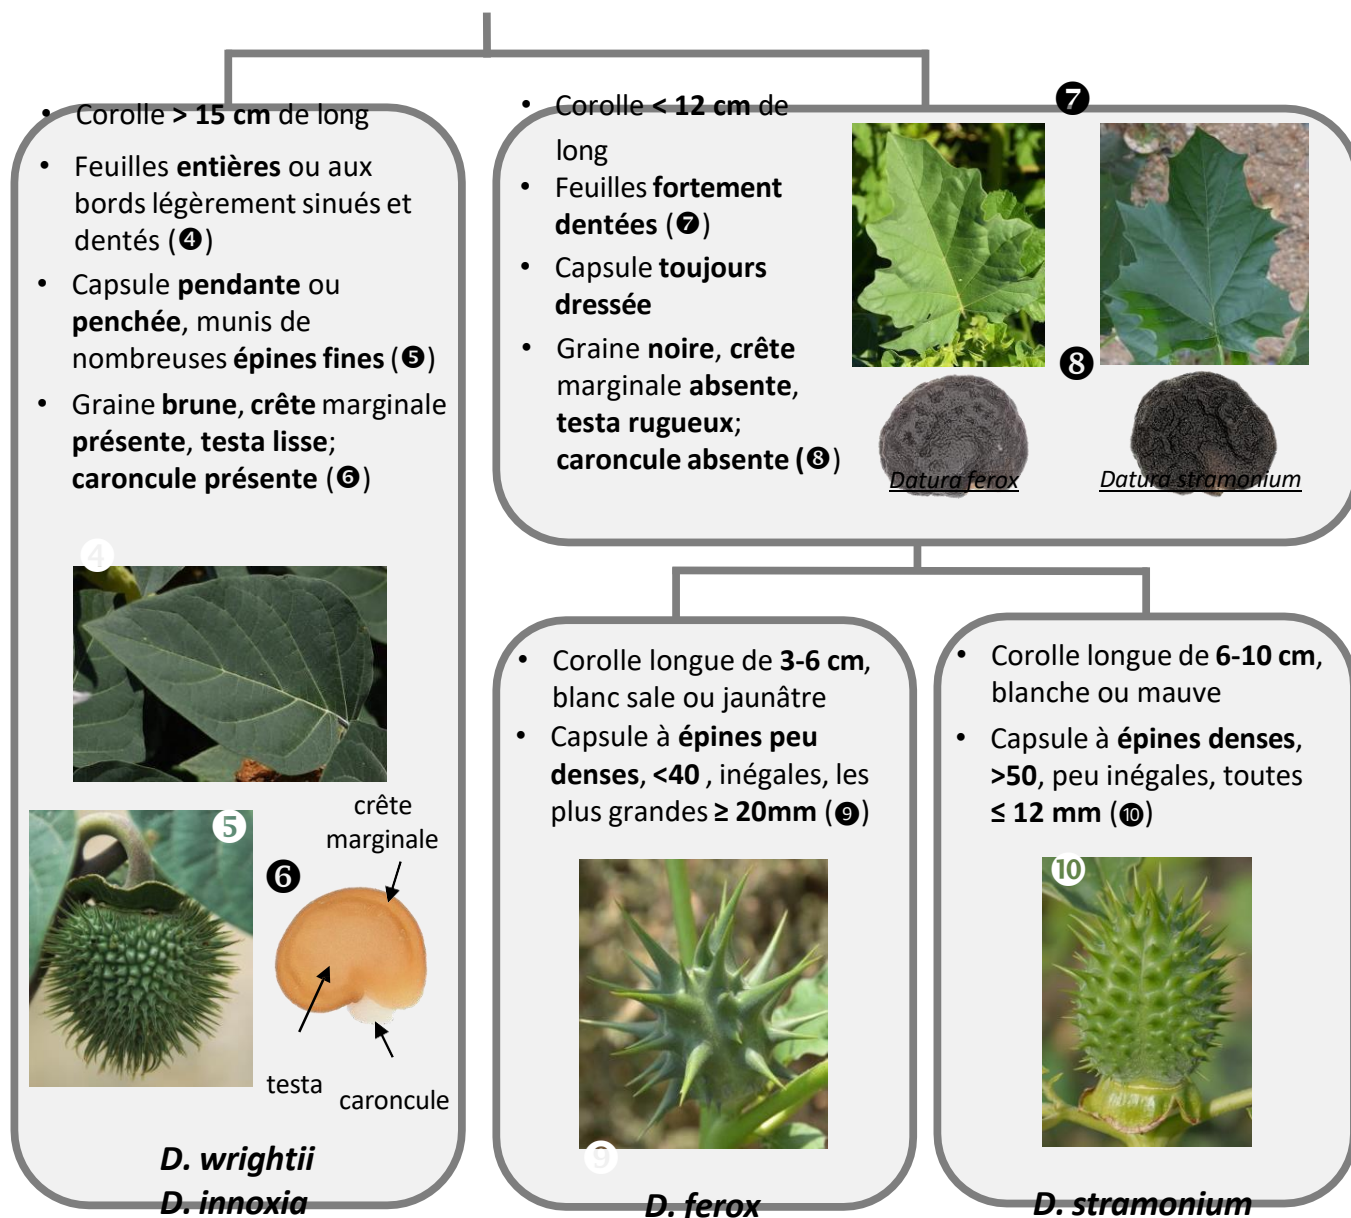 • Corolle > 15 cm de long
• Feuilles entières ou aux
bords légèrement sinués et
dentés (❹)
• Capsule pendante ou
penchée, munis de
nombreuses épines fines (❺)
• Graine brune, crête marginale
présente, testa lisse;
caroncule présente (❻)
4
5
❻
crête
marginale
testa
caroncule
D. wrightii
D. innoxia
• Corolle < 12 cm de
long
• Feuilles fortement
dentées (❼)
• Capsule toujours
dressée
• Graine noire, crête
marginale absente,
testa rugueux;
caroncule absente (❽)
❼
❽
Datura ferox
Datura stramonium
• Corolle longue de 3-6 cm,
blanc sale ou jaunâtre
• Capsule à épines peu
denses, <40 , inégales, les
plus grandes ≥ 20mm (❾)
9
D. ferox
• Corolle longue de 6-10 cm,
blanche ou mauve
• Capsule à épines denses,
>50, peu inégales, toutes
≤ 12 mm (❿)
10
D. stramonium